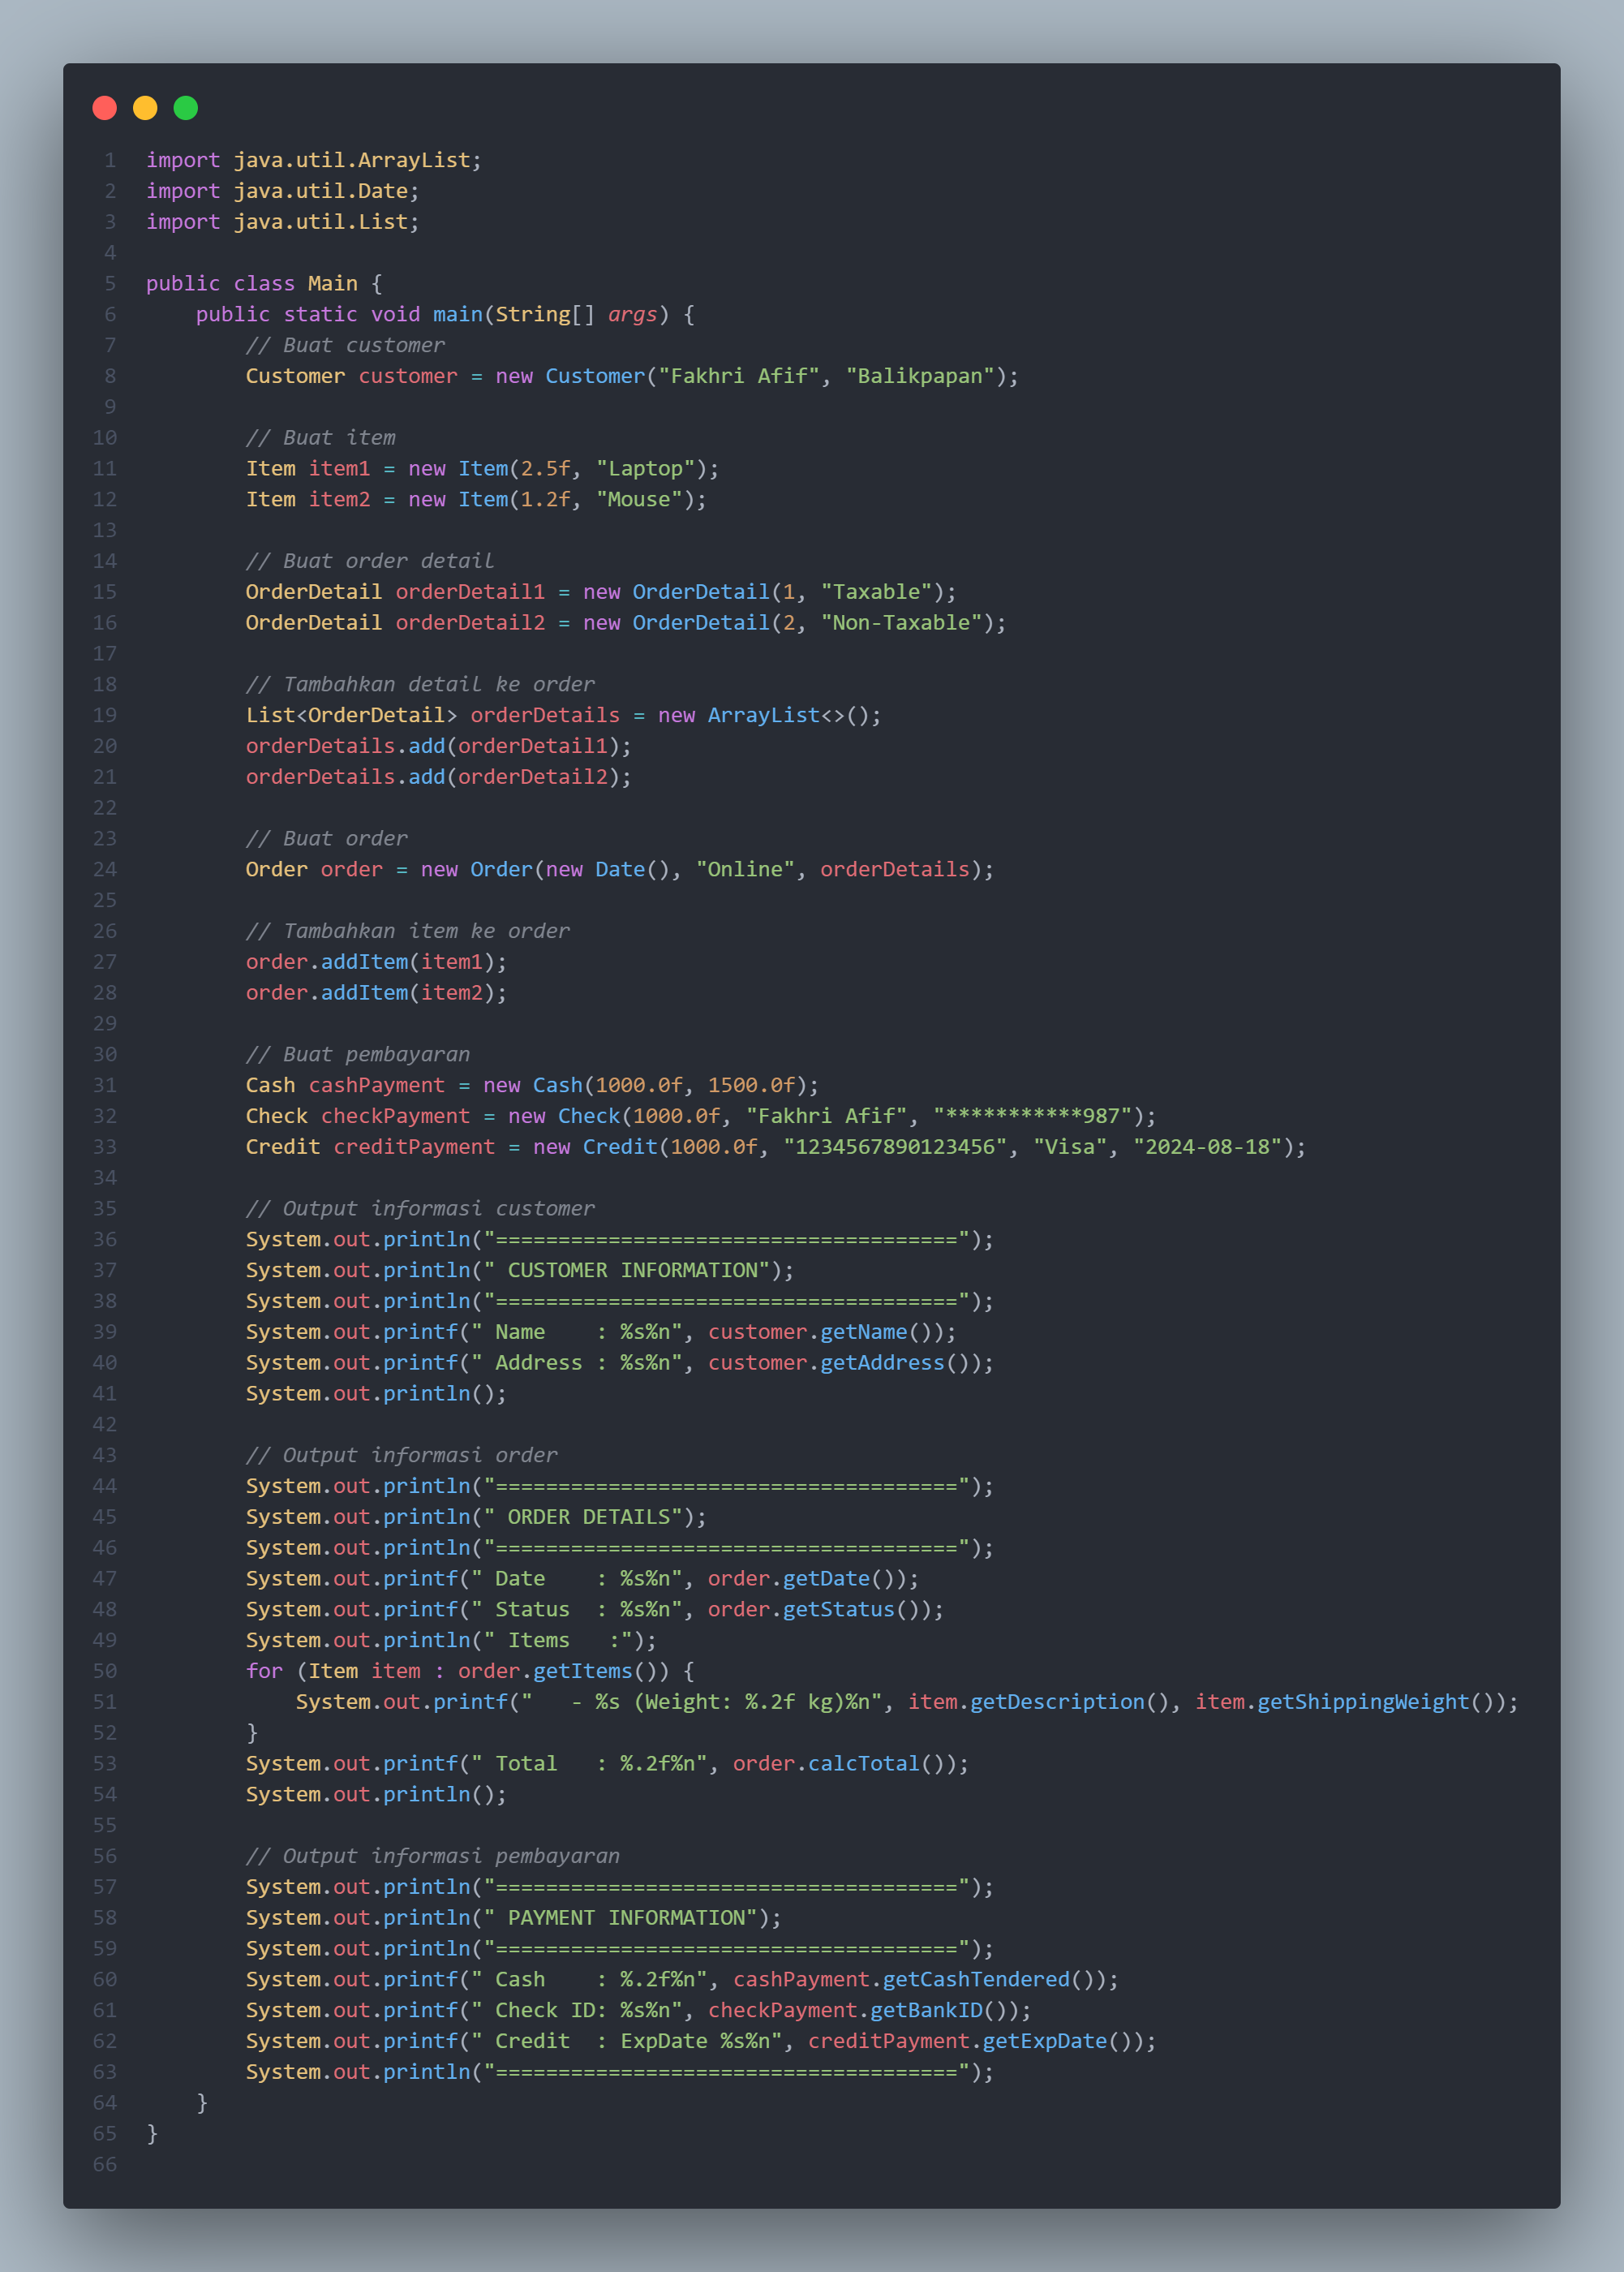 1 import java.util.ArrayList;
2 import java.util.Date;
3 import java.util.List;
4
5 public class Main {
6     public static void main(String[] args) {
7         // Buat customer
8         Customer customer = new Customer("Fakhri Afif", "Balikpapan");
9
10         // Buat item
11         Item item1 = new Item(2.5f, "Laptop");
12         Item item2 = new Item(1.2f, "Mouse");
13
14         // Buat order detail
15         OrderDetail orderDetail1 = new OrderDetail(1, "Taxable");
16         OrderDetail orderDetail2 = new OrderDetail(2, "Non-Taxable");
17
18         // Tambahkan detail ke order
19         List<OrderDetail> orderDetails = new ArrayList<>();
20         orderDetails.add(orderDetail1);
21         orderDetails.add(orderDetail2);
22
23         // Buat order
24         Order order = new Order(new Date(), "Online", orderDetails);
25
26         // Tambahkan item ke order
27         order.addItem(item1);
28         order.addItem(item2);
29
30         // Buat pembayaran
31         Cash cashPayment = new Cash(1000.0f, 1500.0f);
32         Check checkPayment = new Check(1000.0f, "Fakhri Afif", "***********987");
33         Credit creditPayment = new Credit(1000.0f, "1234567890123456", "Visa", "2024-08-18");
34
35         // Output informasi customer
36         System.out.println("=====================================");
37         System.out.println(" CUSTOMER INFORMATION");
38         System.out.println("=====================================");
39         System.out.printf(" Name    : %s%n", customer.getName());
40         System.out.printf(" Address : %s%n", customer.getAddress());
41         System.out.println();
42
43         // Output informasi order
44         System.out.println("=====================================");
45         System.out.println(" ORDER DETAILS");
46         System.out.println("=====================================");
47         System.out.printf(" Date    : %s%n", order.getDate());
48         System.out.printf(" Status  : %s%n", order.getStatus());
49         System.out.println(" Items   :");
50         for (Item item : order.getItems()) {
51             System.out.printf("   - %s (Weight: %.2f kg)%n", item.getDescription(), item.getShippingWeight());
52         }
53         System.out.printf(" Total   : %.2f%n", order.calcTotal());
54         System.out.println();
55
56         // Output informasi pembayaran
57         System.out.println("=====================================");
58         System.out.println(" PAYMENT INFORMATION");
59         System.out.println("=====================================");
60         System.out.printf(" Cash    : %.2f%n", cashPayment.getCashTendered());
61         System.out.printf(" Check ID: %s%n", checkPayment.getBankID());
62         System.out.printf(" Credit  : ExpDate %s%n", creditPayment.getExpDate());
63         System.out.println("=====================================");
64     }
65 }
66